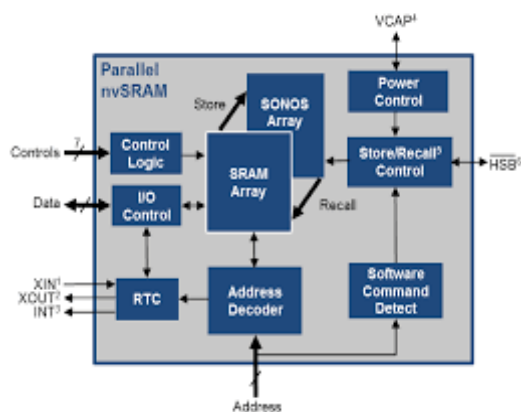 VCAP⁴
Parallel
nvSRAM
Store
SONOS
Array
Power
Control
Controls
7
Control
Logic
SRAM
Array
Store/Recall⁵
Control
HSB⁶
Data
I/O
Control
Recall
XIN¹
XOUT²
INT³
RTC
Address
Decoder
Software
Command
Detect
Address